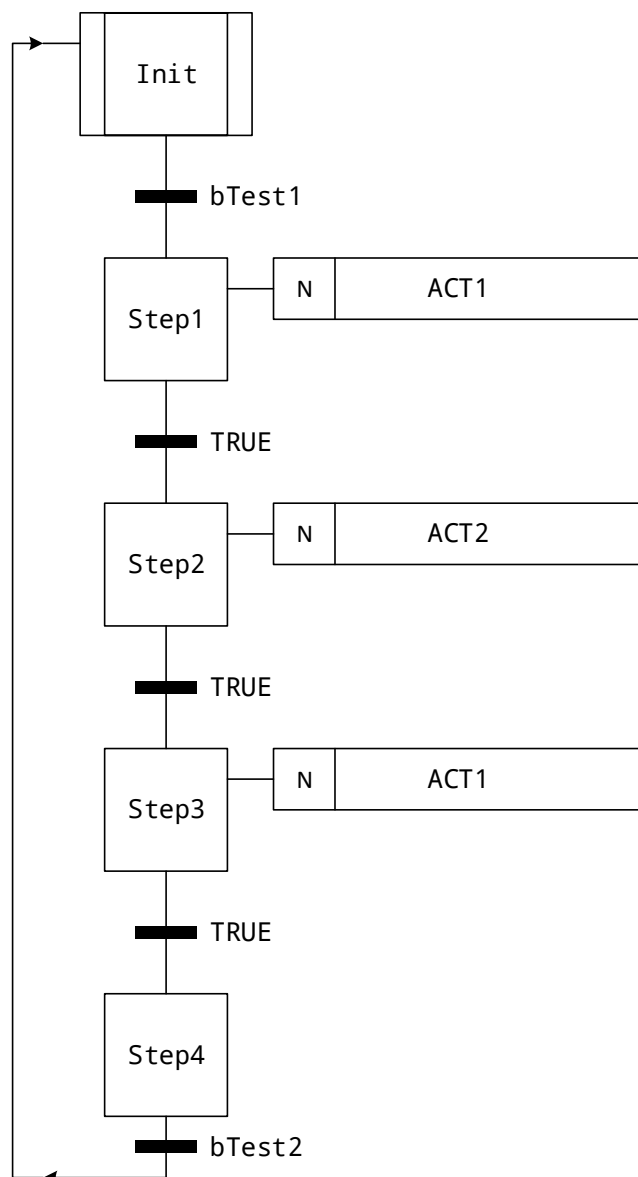 Init
bTest1
Step1
N
ACT1
TRUE
Step2
N
ACT2
TRUE
Step3
N
ACT1
TRUE
Step4
bTest2